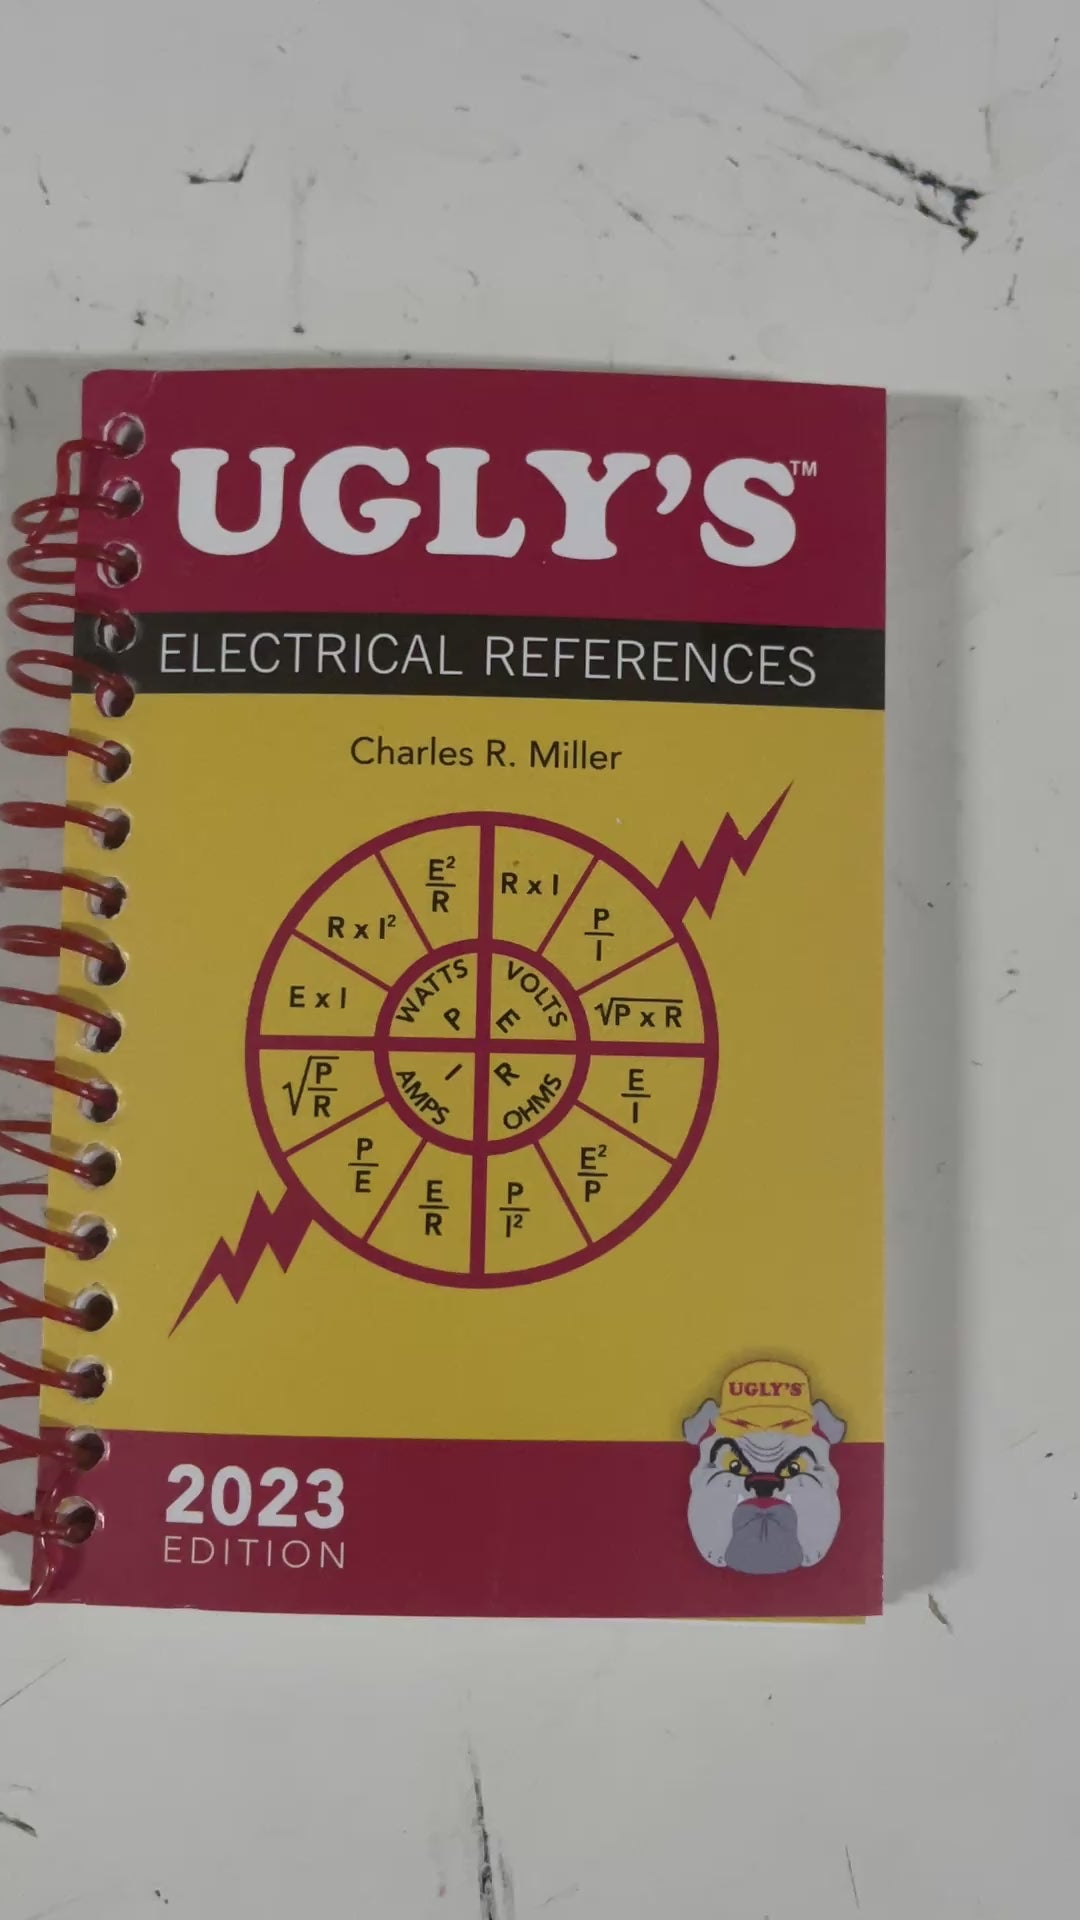 UGLY'S™
ELECTRICAL REFERENCES
Charles R. Miller
E²/R
R x I
R x I²
P/I
E x I
√P x R
WATTS
VOLTS
P
E
I
R
AMPS
OHMS
√P/R
E/I
P/E
E²/P
E/R
P/I²
UGLY'S
2023
EDITION